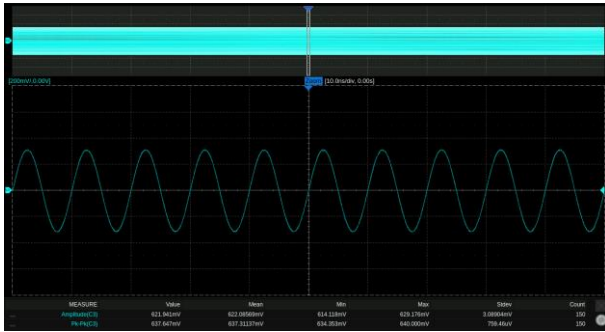 [200mV/ 0.00V] Zoom [10.0ns/div, 0.00s]
MEASURE Value Mean Min Max Stdev Count
Amplitude(C3) 621.941mV 622.08588mV 614.118mV 629.176mV 3.08904mV 150
Pk-Pk(C3) 637.647mV 637.31137mV 634.353mV 640.000mV 759.46uV 150